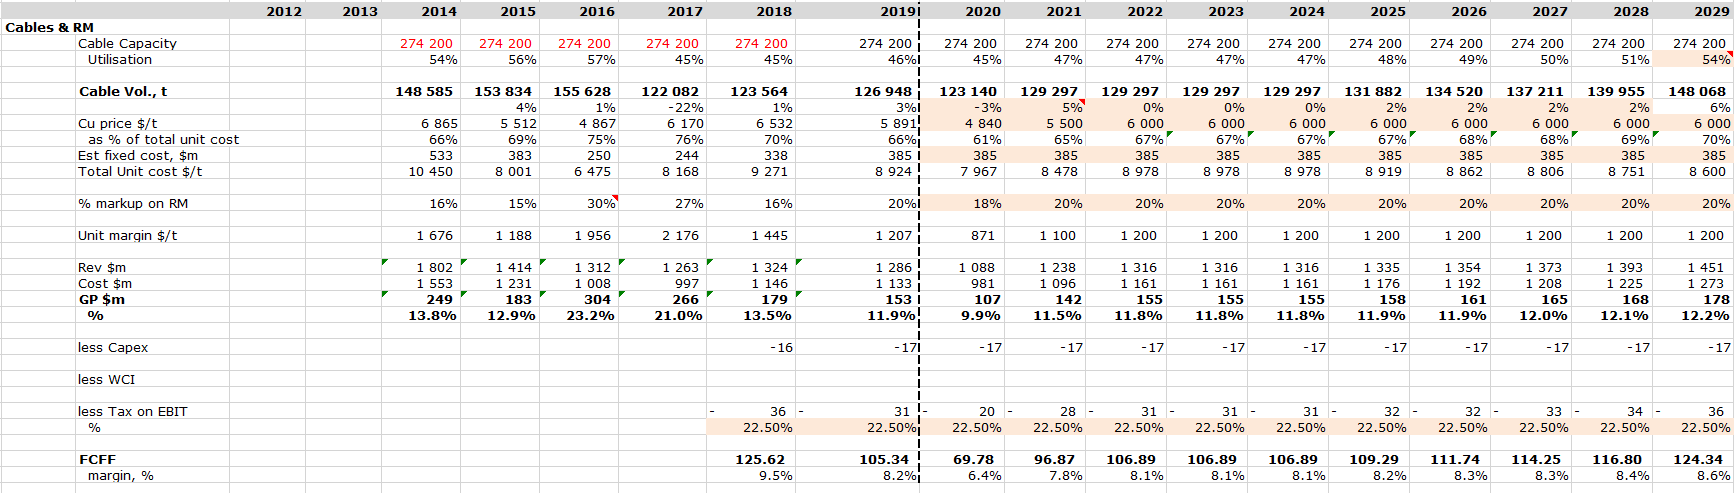 2012 2013 2014 2015 2016 2017 2018 2019 2020 2021 2022 2023 2024 2025 2026 2027 2028 2029
Cables & RM
Cable Capacity 274 200 274 200 274 200 274 200 274 200 274 200 274 200 274 200 274 200 274 200 274 200 274 200 274 200 274 200 274 200 274 200
Utilisation 54% 56% 57% 45% 45% 46% 45% 47% 47% 47% 47% 48% 49% 50% 51% 54%
Cable Vol., t 148 585 153 834 155 628 122 082 123 564 126 948 123 140 129 297 129 297 129 297 129 297 131 882 134 520 137 211 139 955 148 068
4% 1% -22% 1% 3% -3% 5% 0% 0% 0% 2% 2% 2% 2% 6%
Cu price $/t 6 865 5 512 4 867 6 170 6 532 5 891 4 840 5 500 6 000 6 000 6 000 6 000 6 000 6 000 6 000 6 000
as % of total unit cost 66% 69% 75% 76% 70% 66% 61% 65% 67% 67% 67% 67% 68% 68% 69% 70%
Est fixed cost, $m 533 383 250 244 338 385 385 385 385 385 385 385 385 385 385 385
Total Unit cost $/t 10 450 8 001 6 475 8 168 9 271 8 924 7 967 8 478 8 978 8 978 8 978 8 919 8 862 8 806 8 751 8 600
% markup on RM 16% 15% 30% 27% 16% 20% 18% 20% 20% 20% 20% 20% 20% 20% 20% 20%
Unit margin $/t 1 676 1 188 1 956 2 176 1 445 1 207 871 1 100 1 200 1 200 1 200 1 200 1 200 1 200 1 200 1 200
Rev $m 1 802 1 414 1 312 1 263 1 324 1 286 1 088 1 238 1 316 1 316 1 316 1 335 1 354 1 373 1 393 1 451
Cost $m 1 553 1 231 1 008 997 1 146 1 133 981 1 096 1 161 1 161 1 161 1 176 1 192 1 208 1 225 1 273
GP $m 249 183 304 266 179 153 107 142 155 155 155 158 161 165 168 178
% 13.8% 12.9% 23.2% 21.0% 13.5% 11.9% 9.9% 11.5% 11.8% 11.8% 11.8% 11.9% 11.9% 12.0% 12.1% 12.2%
less Capex -16 -17 -17 -17 -17 -17 -17 -17 -17 -17 -17 -17
less WCI
less Tax on EBIT - 36 - 31 - 20 - 28 - 31 - 31 - 31 - 32 - 32 - 33 - 34 - 36
% 22.50% 22.50% 22.50% 22.50% 22.50% 22.50% 22.50% 22.50% 22.50% 22.50% 22.50% 22.50%
FCFF 125.62 105.34 69.78 96.87 106.89 106.89 106.89 109.29 111.74 114.25 116.80 124.34
margin, % 9.5% 8.2% 6.4% 7.8% 8.1% 8.1% 8.1% 8.2% 8.3% 8.3% 8.4% 8.6%